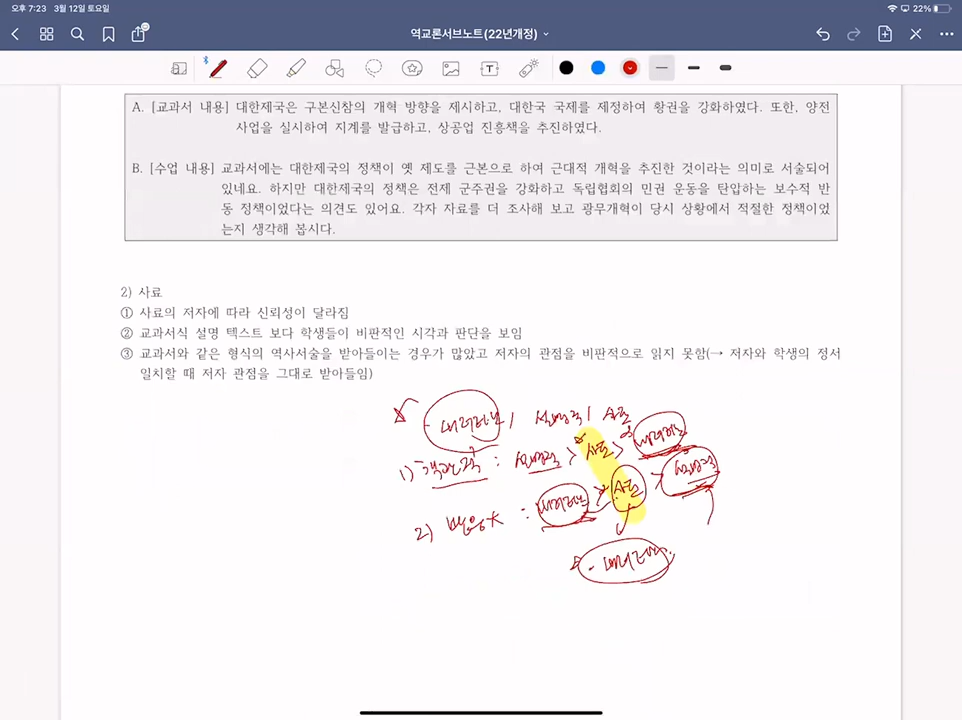 오후 7:23 3월 12일 토요일
22%
역교론서브노트(22년개정)
A. [교과서 내용] 대한제국은 구본신참의 개혁 방향을 제시하고, 대한국 국제를 제정하여 황권을 강화하였다. 또한, 양전
사업을 실시하여 지계를 발급하고, 상공업 진흥책을 추진하였다.
B. [수업 내용] 교과서에는 대한제국의 정책이 옛 제도를 근본으로 하여 근대적 개혁을 추진한 것이라는 의미로 서술되어
있네요. 하지만 대한제국의 정책은 전제 군주권을 강화하고 독립협회의 민권 운동을 탄압하는 보수적 반
동 정책이었다는 의견도 있어요. 각자 자료를 더 조사해 보고 광무개혁이 당시 상황에서 적절한 정책이었
는지 생각해 봅시다.
2) 사료
① 사료의 저자에 따라 신뢰성이 달라짐
② 교과서식 설명 텍스트 보다 학생들이 비판적인 시각과 판단을 보임
③ 교과서와 같은 형식의 역사서술을 받아들이는 경우가 많았고 저자의 관점을 비판적으로 읽지 못함(→ 저자와 학생의 정서
일치할 때 저자 관점을 그대로 받아들임)
내러티브 / 설명적 / 사료
1) 객관적 : 설명적 > 사료 > 내러티브
2) : 내러티브 > 사료 > 설명적
내러티브